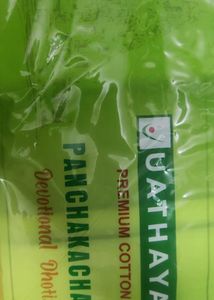 UATHAYA
PREMIUM COTTON
PANCHAKACHA
Devotional Dhoti